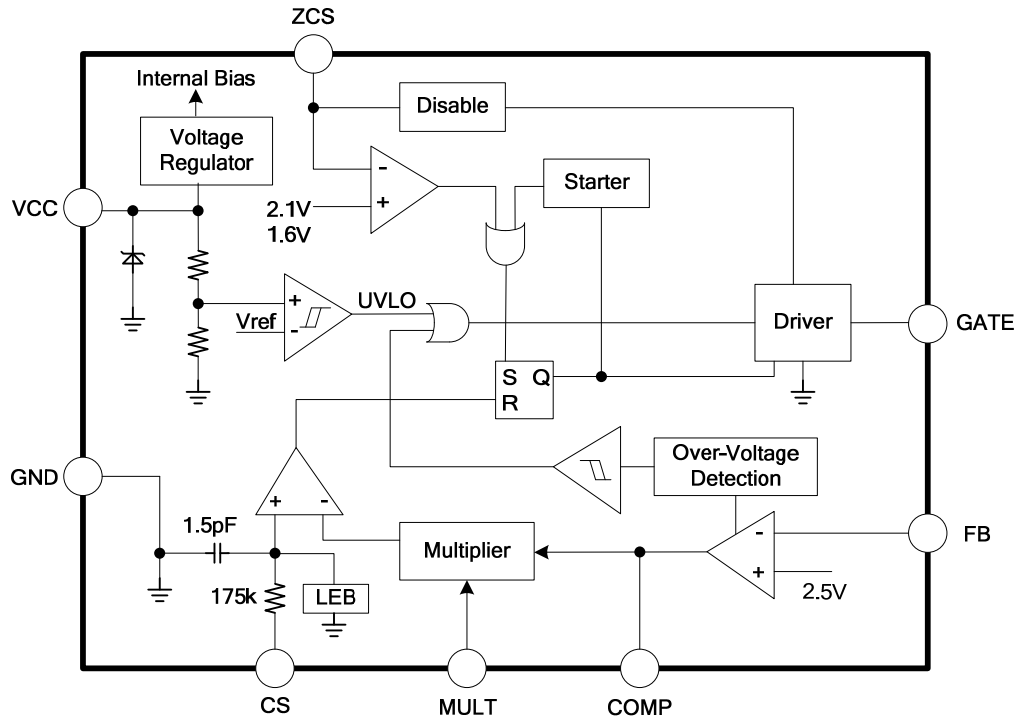 ZCS
Internal Bias
Disable
Voltage
Regulator
Starter
-
+
2.1V
1.6V
VCC
UVLO
+
Vref
-
Driver
GATE
S Q
R
GND
Over-Voltage
Detection
+ -
1.5pF
Multiplier
-
FB
+
2.5V
175k
LEB
CS
MULT
COMP